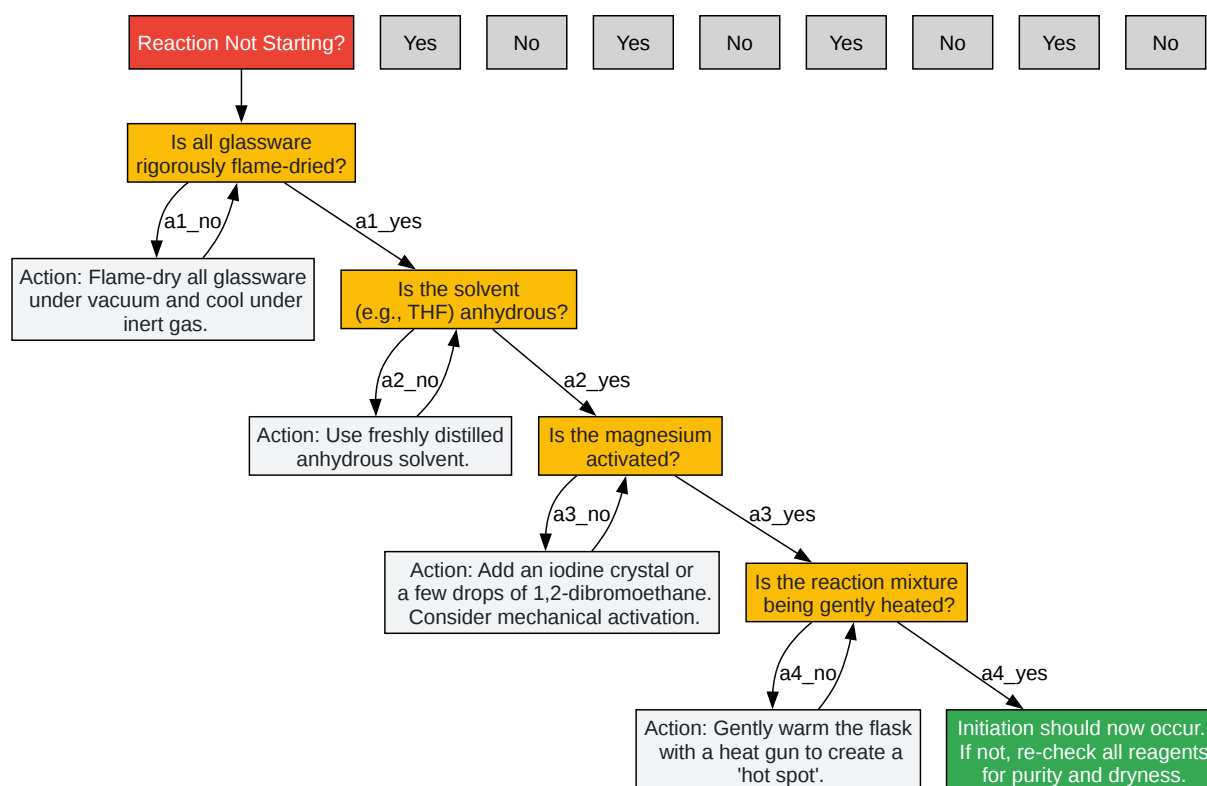 Reaction Not Starting?
Yes
No
Yes
No
Yes
No
Yes
No
Is all glassware
rigorously flame-dried?
a1_no
a1_yes
Action: Flame-dry all glassware
under vacuum and cool under
inert gas.
Is the solvent
(e.g., THF) anhydrous?
a2_no
a2_yes
Action: Use freshly distilled
anhydrous solvent.
Is the magnesium
activated?
a3_no
a3_yes
Action: Add an iodine crystal or
a few drops of 1,2-dibromoethane.
Consider mechanical activation.
Is the reaction mixture
being gently heated?
a4_no
a4_yes
Action: Gently warm the flask
with a heat gun to create a
'hot spot'.
Initiation should now occur.
If not, re-check all reagents
for purity and dryness.